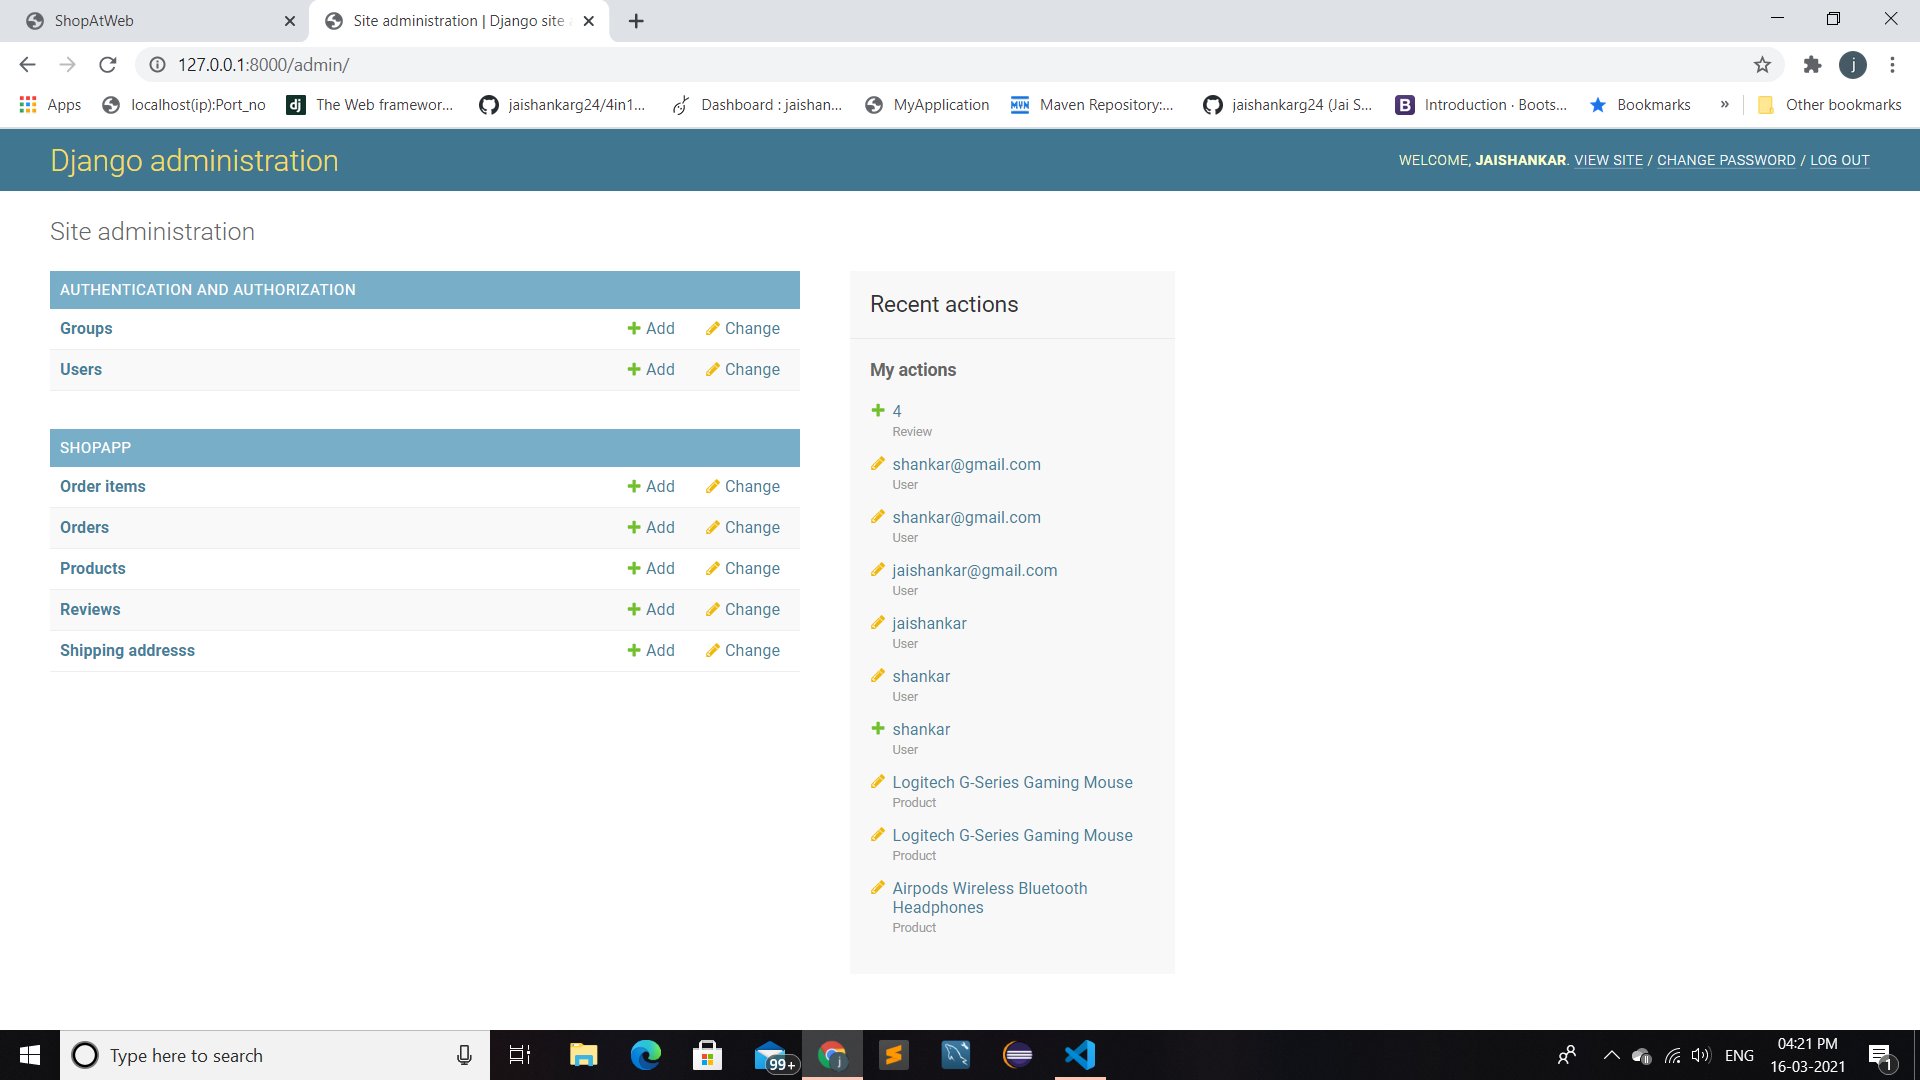 ShopAtWeb
Site administration | Django site a
127.0.0.1:8000/admin/
j
Apps
localhost(ip):Port_no
dj
The Web framewor...
jaishankarg24/4in1...
Dashboard : jaishan...
MyApplication
MVN
Maven Repository:...
jaishankarg24 (Jai S...
B
Introduction · Boots...
Bookmarks
»
Other bookmarks
Django administration
WELCOME, JAISHANKAR. VIEW SITE / CHANGE PASSWORD / LOG OUT
Site administration
AUTHENTICATION AND AUTHORIZATION
Groups Add Change
Users Add Change
SHOPAPP
Order items Add Change
Orders Add Change
Products Add Change
Reviews Add Change
Shipping addresss Add Change
Recent actions
My actions
4
Review
shankar@gmail.com
User
shankar@gmail.com
User
jaishankar@gmail.com
User
jaishankar
User
shankar
User
shankar
User
Logitech G-Series Gaming Mouse
Product
Logitech G-Series Gaming Mouse
Product
Airpods Wireless Bluetooth
Headphones
Product
Type here to search
99+
j
ENG
04:21 PM
16-03-2021
1